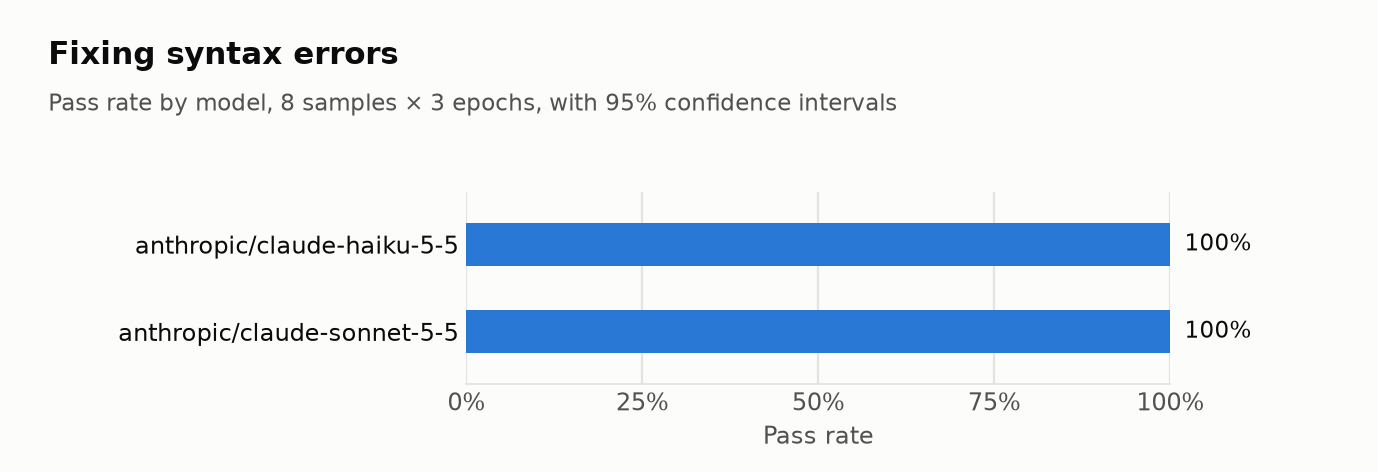 Fixing syntax errors
Pass rate by model, 8 samples × 3 epochs, with 95% confidence intervals
anthropic/claude-haiku-5-5
100%
anthropic/claude-sonnet-5-5
100%
0%
25%
50%
75%
100%
Pass rate